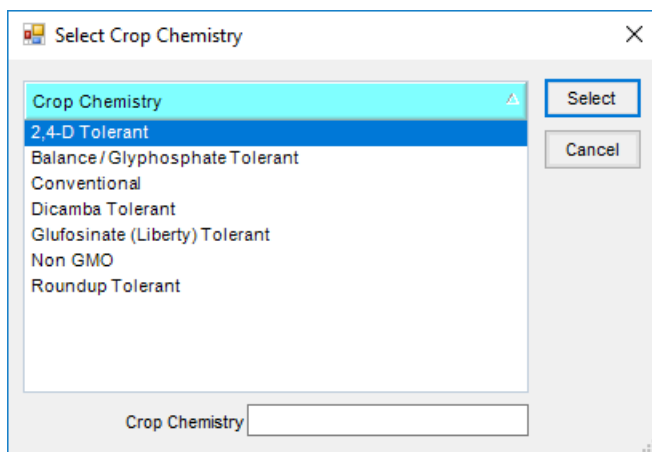 Select Crop Chemistry
Crop Chemistry
Select
2,4-D Tolerant
Balance / Glyphosphate Tolerant
Cancel
Conventional
Dicamba Tolerant
Glufosinate (Liberty) Tolerant
Non GMO
Roundup Tolerant
Crop Chemistry